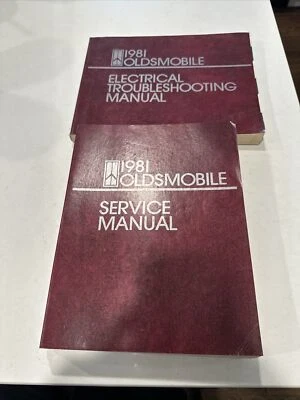 1981
OLDSMOBILE
ELECTRICAL
TROUBLESHOOTING
MANUAL
1981
OLDSMOBILE
SERVICE
MANUAL